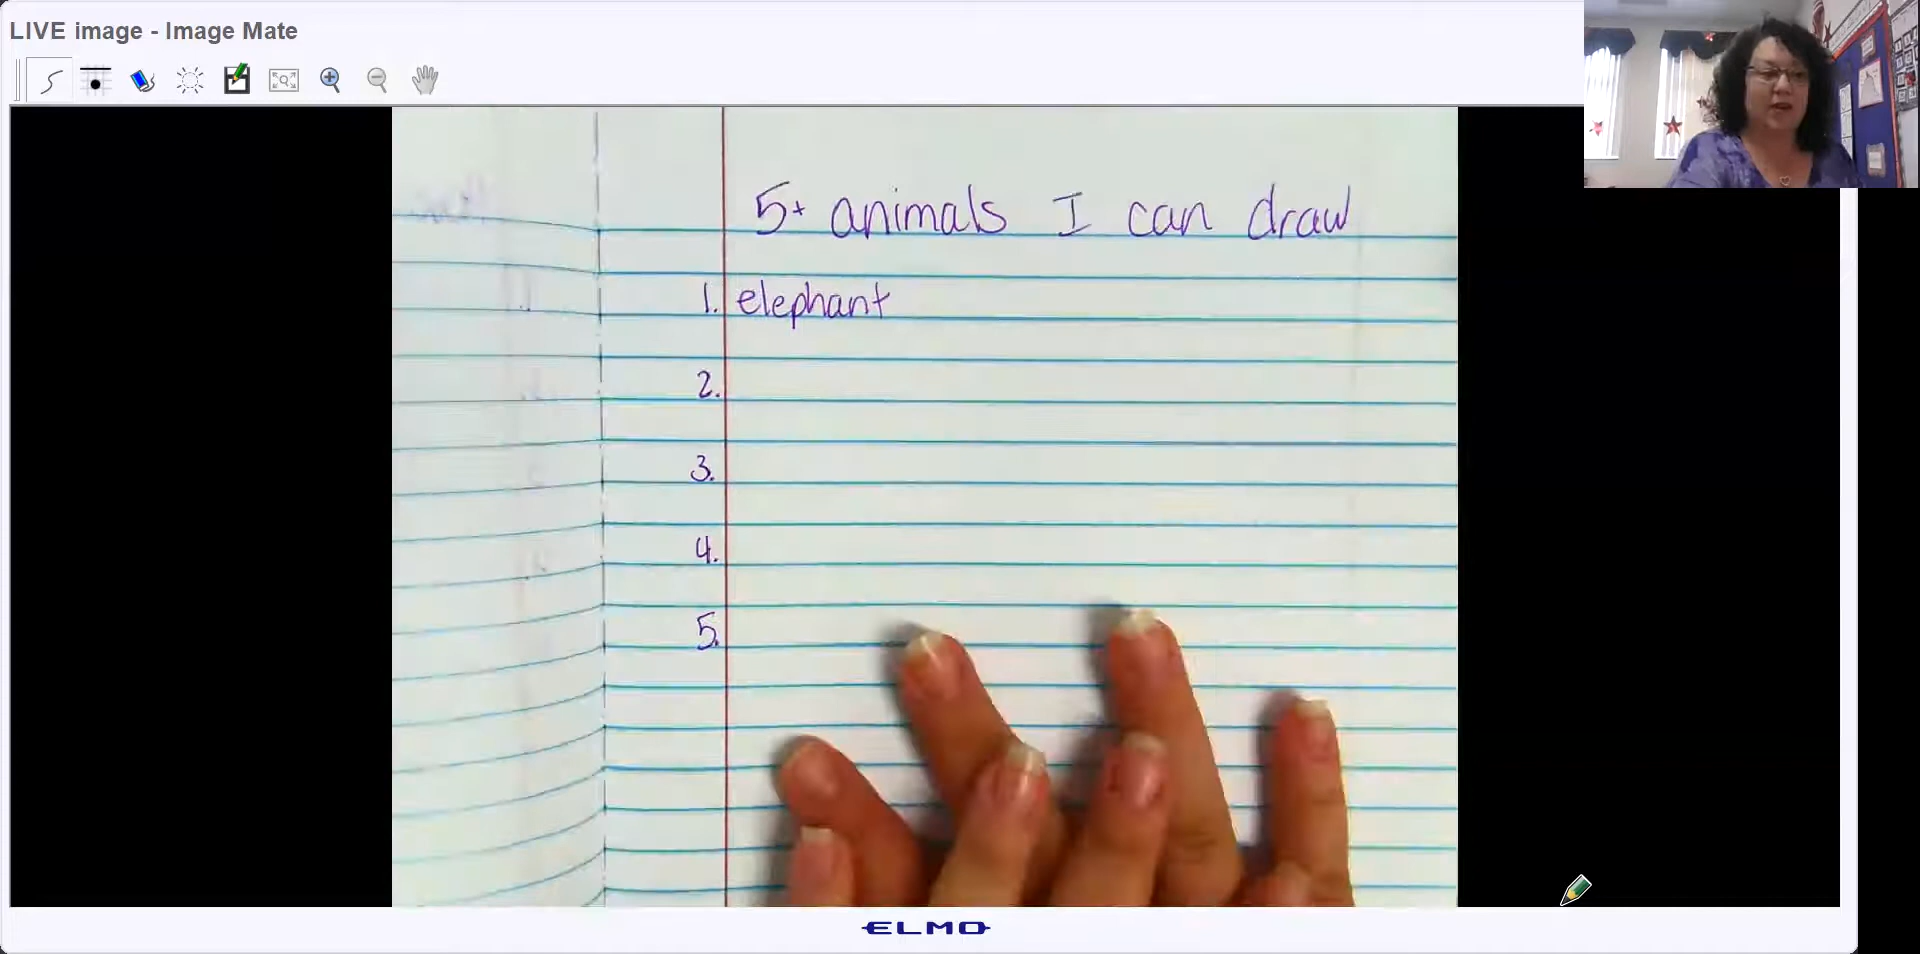 LIVE image - Image Mate
5+ animals I can draw
1. elephant
2.
3.
4.
5.
ELMO